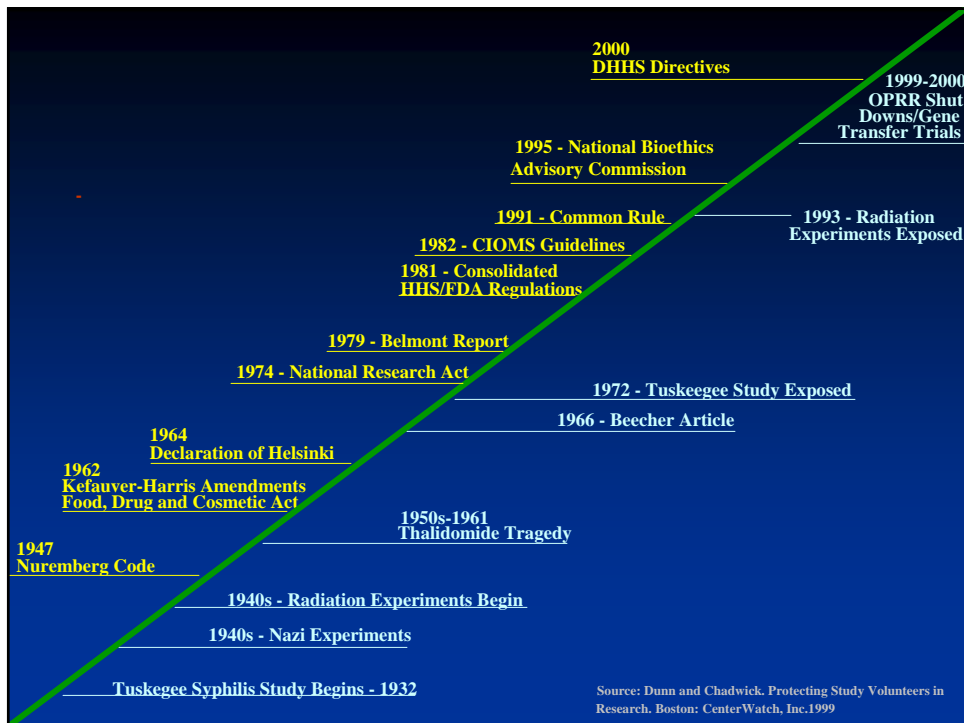 2000
DHHS Directives
1999-2000
OPRR Shut
Downs/Gene
Transfer Trials
1995 - National Bioethics
Advisory Commission
1991 - Common Rule
1993 - Radiation
Experiments Exposed
1982 - CIOMS Guidelines
1981 - Consolidated
HHS/FDA Regulations
1979 - Belmont Report
1974 - National Research Act
1972 - Tuskeegee Study Exposed
1966 - Beecher Article
1964
Declaration of Helsinki
1962
Kefauver-Harris Amendments
Food, Drug and Cosmetic Act
1950s-1961
Thalidomide Tragedy
1947
Nuremberg Code
1940s - Radiation Experiments Begin
1940s - Nazi Experiments
Tuskegee Syphilis Study Begins - 1932
Source: Dunn and Chadwick. Protecting Study Volunteers in
Research. Boston: CenterWatch, Inc.1999
-